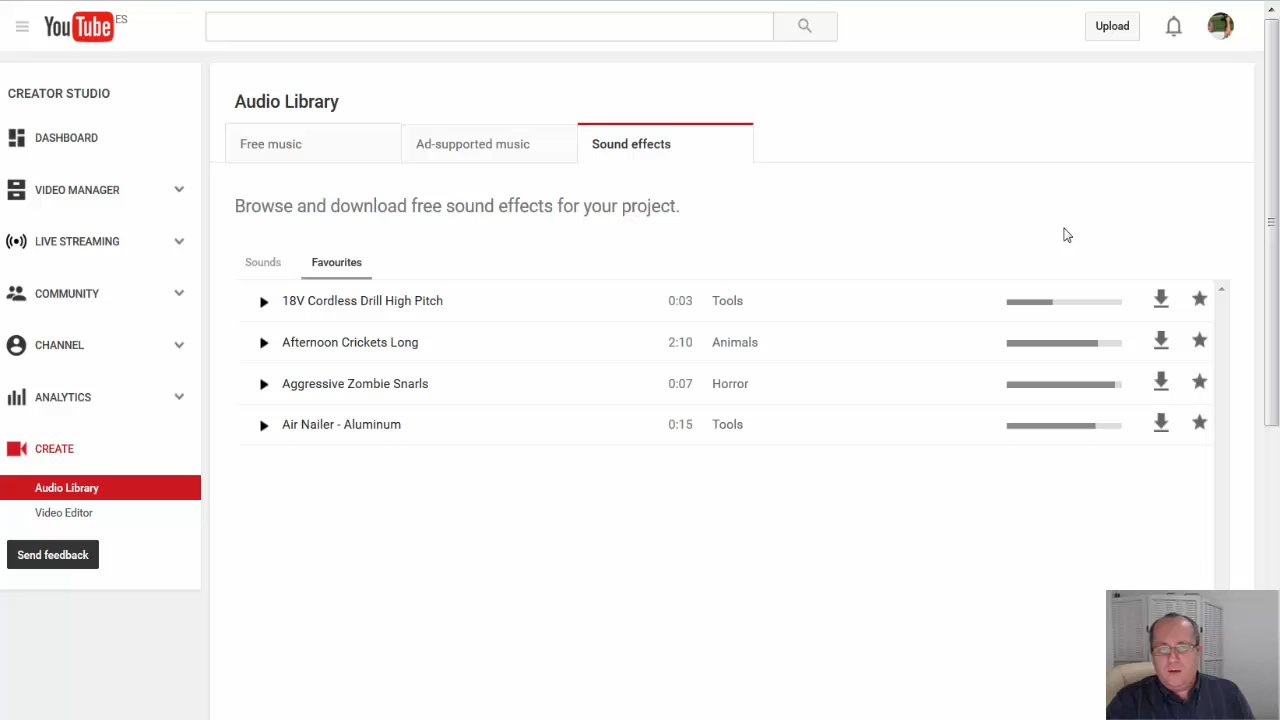 YouTube ES
Upload
CREATOR STUDIO
DASHBOARD
VIDEO MANAGER
LIVE STREAMING
COMMUNITY
CHANNEL
ANALYTICS
CREATE
Audio Library
Video Editor
Send feedback
Audio Library
Free music Ad-supported music Sound effects
Browse and download free sound effects for your project.
Sounds Favourites
18V Cordless Drill High Pitch 0:03 Tools
Afternoon Crickets Long 2:10 Animals
Aggressive Zombie Snarls 0:07 Horror
Air Nailer - Aluminum 0:15 Tools